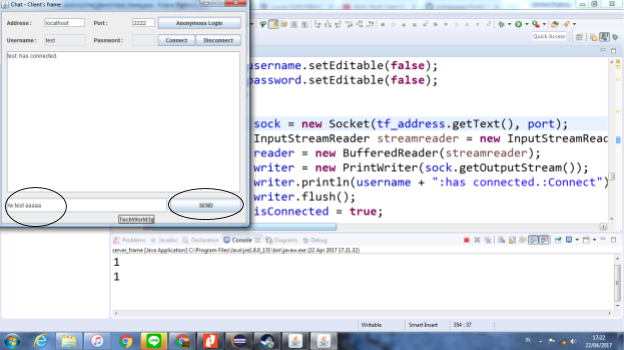 Chat - Client's frame
Address : localhost Port : 2222 Anonymous Login
Username : test Password : Connect Disconnect
test has connected.
/w test aaaaa SEND
TechWorld3g
Quick Access
username.setEditable(false);
password.setEditable(false);
sock = new Socket(tf_address.getText(), port);
InputStreamReader streamreader = new InputStreamRead
reader = new BufferedReader(streamreader);
writer = new PrintWriter(sock.getOutputStream());
writer.println(username + ":has connected.:Connect")
writer.flush();
isConnected = true;
Problems @ Javadoc Declaration Console Diagrams Debug
server_frame [Java Application] C:\Program Files\Java\jre1.8.0_131\bin\javaw.exe (22 Apr 2017 17.21.32)
1
1
Writable Smart Insert 354 : 37
17:22
22/04/2017